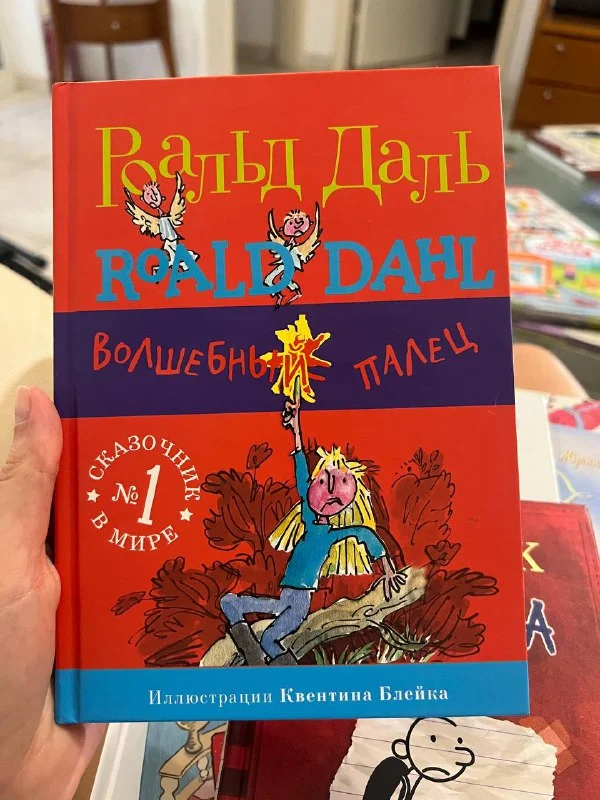 Роальд Даль
ROALD DAHL
ВОЛШЕБНЫЙ ПАЛЕЦ
СКАЗОЧНИК
№1
В МИРЕ
Иллюстрации Квентина Блейка